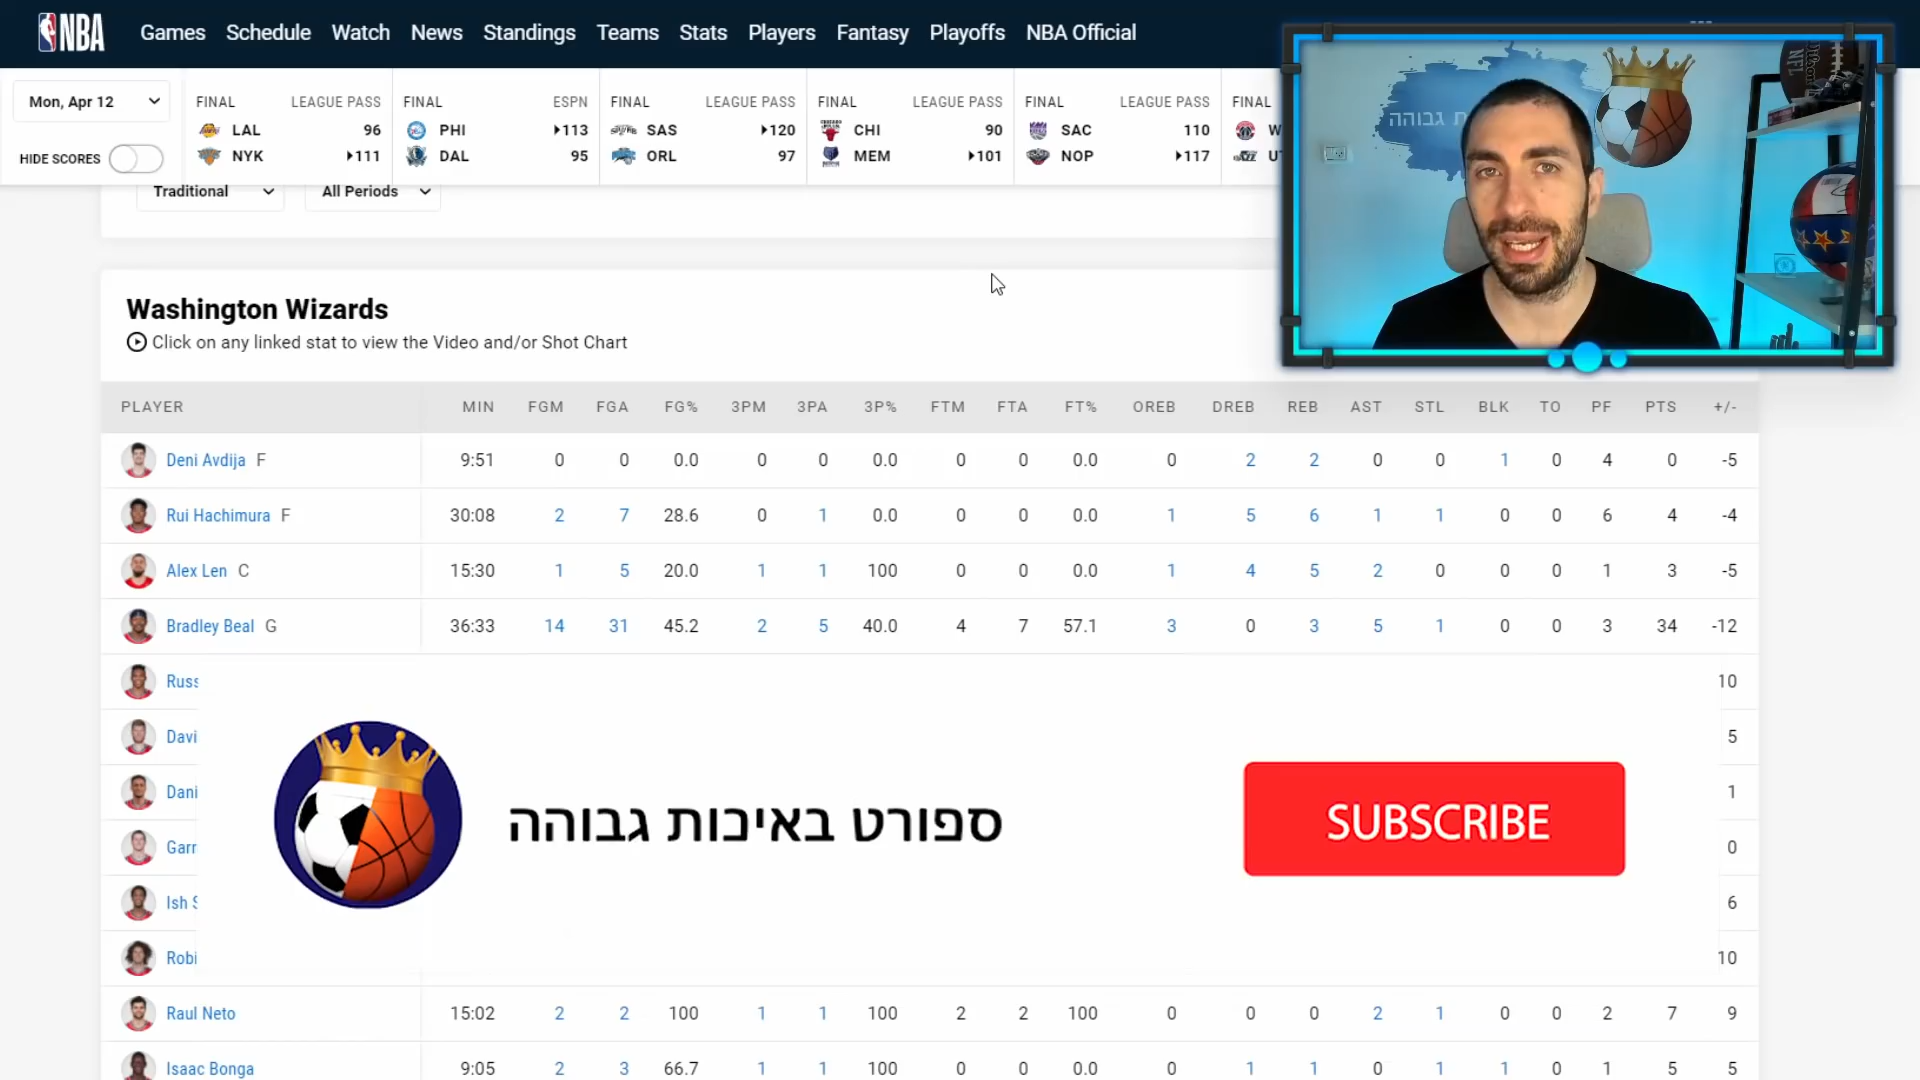 NBA Games Schedule Watch News Standings Teams Stats Players Fantasy Playoffs NBA Official
Mon, Apr 12
HIDE SCORES
FINAL LEAGUE PASS
LAL 96
NYK 111
FINAL ESPN
PHI 113
DAL 95
FINAL LEAGUE PASS
SAS 120
ORL 97
FINAL LEAGUE PASS
CHI 90
MEM 101
FINAL LEAGUE PASS
SAC 110
NOP 117
FINAL
גבוהה
NFL
Traditional All Periods
Washington Wizards
Click on any linked stat to view the Video and/or Shot Chart
PLAYER MIN FGM FGA FG% 3PM 3PA 3P% FTM FTA FT% OREB DREB REB AST STL BLK TO PF PTS +/-
Deni Avdija F 9:51 0 0 0.0 0 0 0.0 0 0 0.0 0 2 2 0 0 1 0 4 0 -5
Rui Hachimura F 30:08 2 7 28.6 0 1 0.0 0 0 0.0 1 5 6 1 1 0 0 6 4 -4
Alex Len C 15:30 1 5 20.0 1 1 100 0 0 0.0 1 4 5 2 0 0 0 1 3 -5
Bradley Beal G 36:33 14 31 45.2 2 5 40.0 4 7 57.1 3 0 3 5 1 0 0 3 34 -12
Russ 10
Davi 5
Dani 1
Garr 0
Ish 6
Robi 10
ספורט באיכות גבוהה
SUBSCRIBE
Raul Neto 15:02 2 2 100 1 1 100 2 2 100 0 0 0 2 1 0 0 2 7 9
Isaac Bonga 9:05 2 3 66.7 1 1 100 0 0 0.0 0 1 1 0 1 1 0 1 5 5